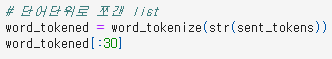 # 단어단위로 쪼갠 list
word_tokened = word_tokenize(str(sent_tokens))
word_tokened[:30]